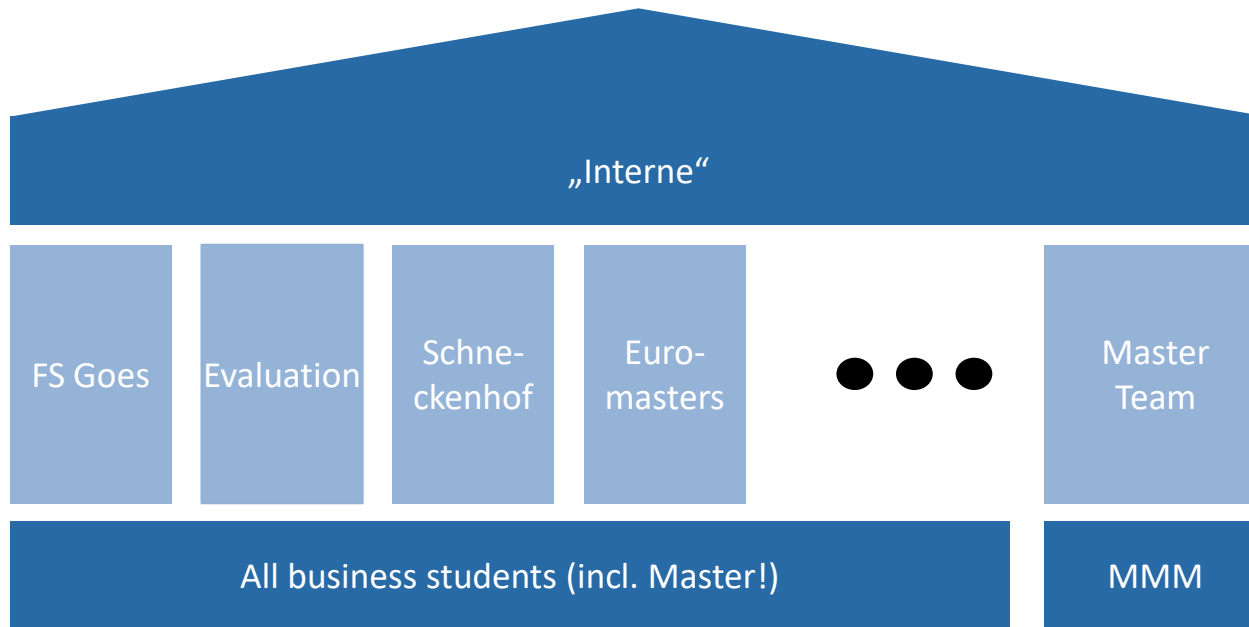 „Interne“
FS Goes
Evaluation
Schne-
ckenhof
Euro-
masters
Master
Team
All business students (incl. Master!)
MMM